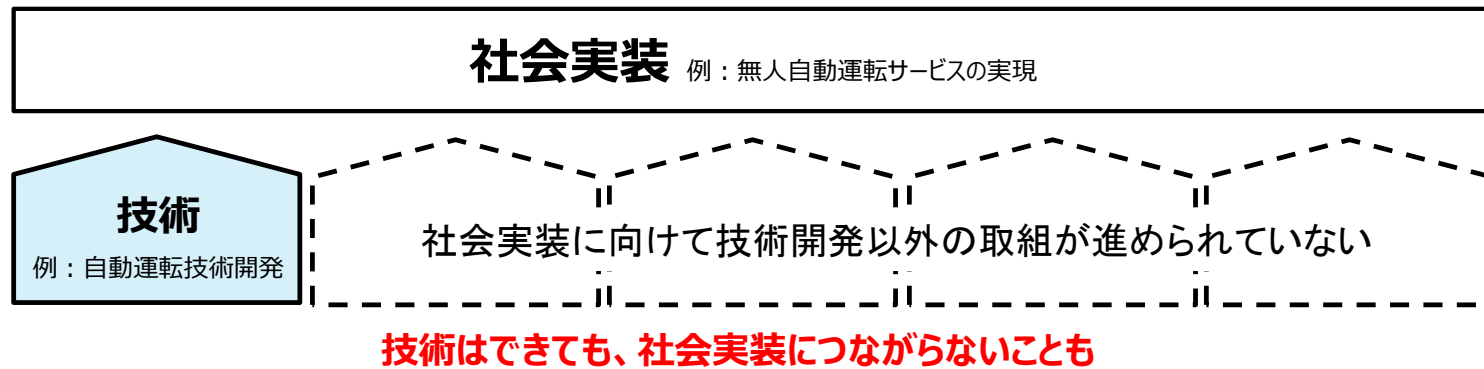 社会実装 例：無人自動運転サービスの実現
技術
例：自動運転技術開発
社会実装に向けて技術開発以外の取組が進められていない
技術はできても、社会実装につながらないことも